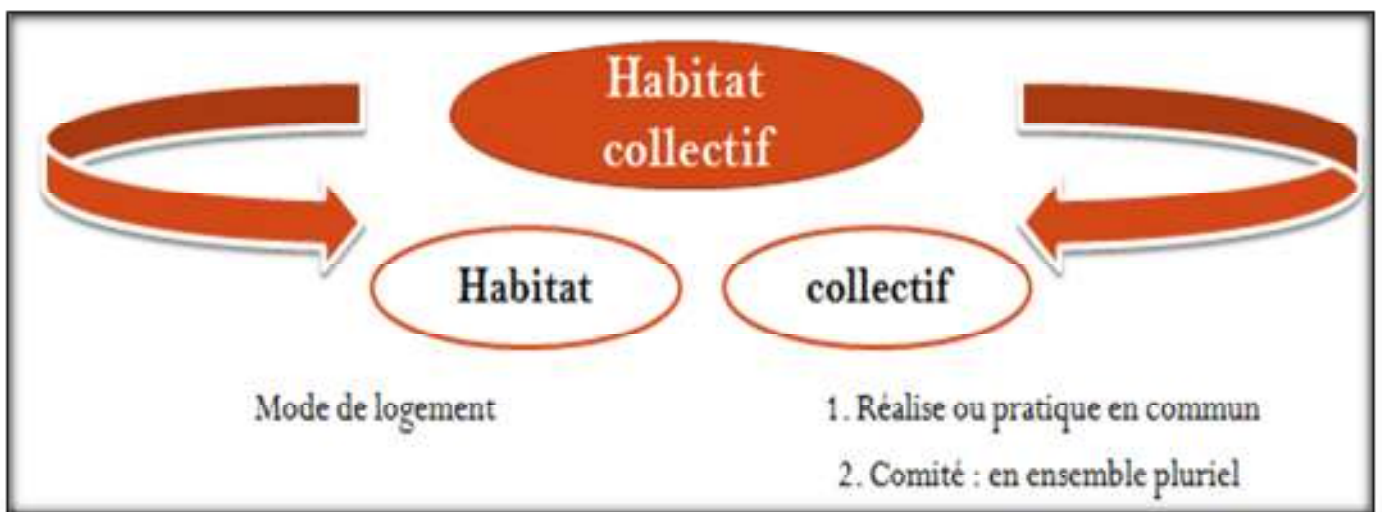 Habitat
collectif
Habitat
collectif
Mode de logement
1. Réalise ou pratique en commun
2. Comité : en ensemble pluriel